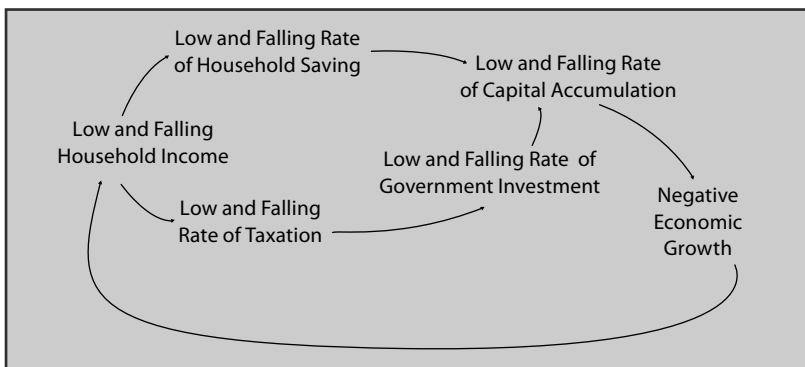 Low and Falling Rate
of Household Saving
Low and Falling Rate
of Capital Accumulation
Low and Falling
Household Income
Low and Falling Rate of
Government Investment
Low and Falling
Rate of Taxation
Negative
Economic
Growth